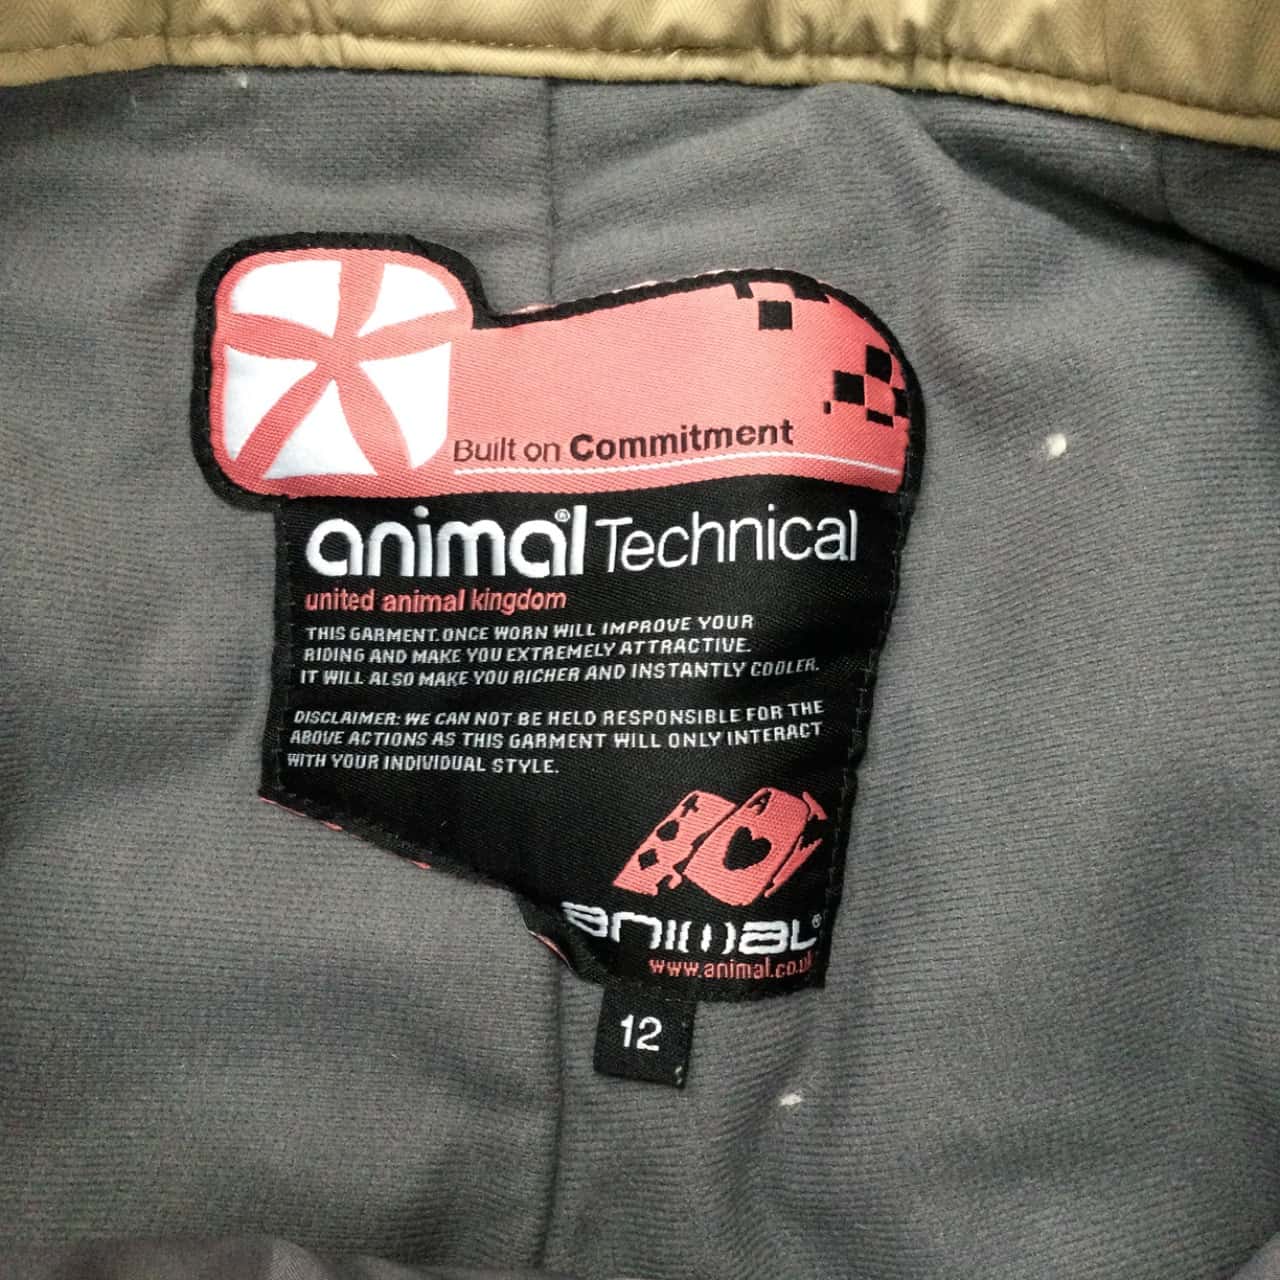 Built on Commitment
animal® Technical
united animal kingdom
THIS GARMENT, ONCE WORN WILL IMPROVE YOUR
RIDING AND MAKE YOU EXTREMELY ATTRACTIVE.
IT WILL ALSO MAKE YOU RICHER AND INSTANTLY COOLER.
DISCLAIMER: WE CAN NOT BE HELD RESPONSIBLE FOR THE
ABOVE ACTIONS AS THIS GARMENT WILL ONLY INTERACT
WITH YOUR INDIVIDUAL STYLE.
A
ANIMAL®
www.animal.co.uk
12